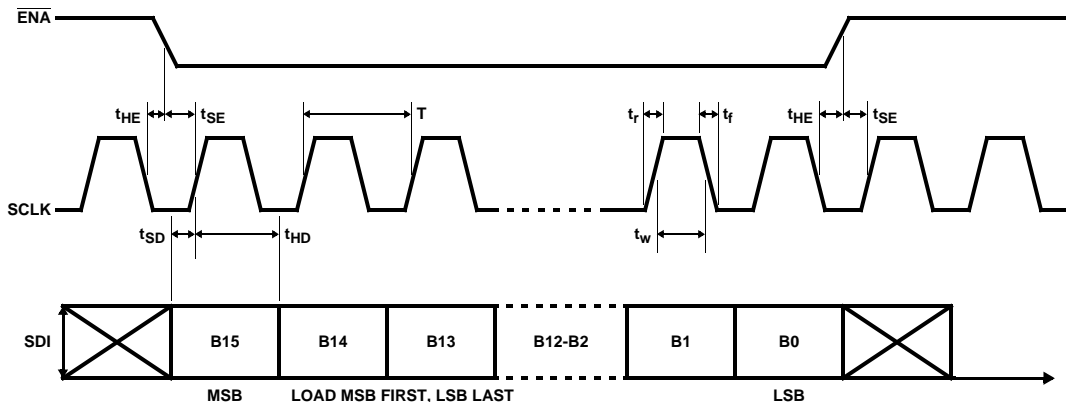 ENA
tHE tSE T tr tf tHE tSE
SCLK
tSD tHD tw
SDI B15 B14 B13 B12-B2 B1 B0
MSB LOAD MSB FIRST, LSB LAST LSB